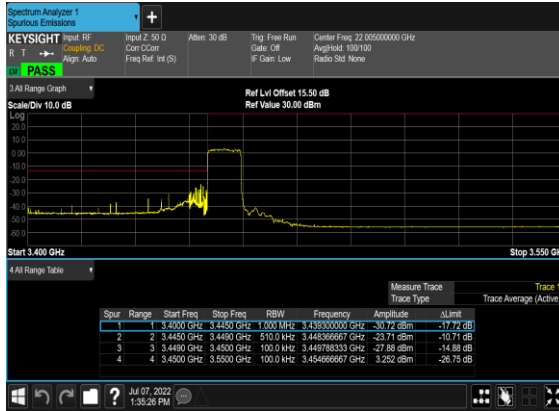 Spectrum Analyzer 1
Spurious Emissions
+
KEYSIGHT
R T
LXI PASS
Input: RF
Coupling: DC
Align: Auto
Input Z: 50 Ω
Corr CCorr
Freq Ref: Int (S)
Atten: 30 dB
Trig: Free Run
Gate: Off
IF Gain: Low
Center Freq: 22.005000000 GHz
Avg|Hold: 100/100
Radio Std: None
3 All Range Graph
Scale/Div 10.0 dB
Ref Lvl Offset 15.50 dB
Ref Value 30.00 dBm
Log
20.0
10.0
0.00
-10.0
-20.0
-30.0
-40.0
-50.0
-60.0
Start 3.400 GHz
Stop 3.550 GH
4 All Range Table
Measure Trace Trace 1
Trace Type Trace Average (Active
Spur Range Start Freq Stop Freq RBW Frequency Amplitude ΔLimit
1 1 3.4000 GHz 3.4450 GHz 1.000 MHz 3.439300000 GHz -30.72 dBm -17.72 dB
2 2 3.4450 GHz 3.4490 GHz 510.0 kHz 3.448366667 GHz -23.71 dBm -10.71 dB
3 3 3.4490 GHz 3.4500 GHz 100.0 kHz 3.449788333 GHz -27.88 dBm -14.88 dB
4 4 3.4500 GHz 3.5500 GHz 100.0 kHz 3.454666667 GHz 3.252 dBm -26.75 dB
?
Jul 07, 2022
1:35:26 PM